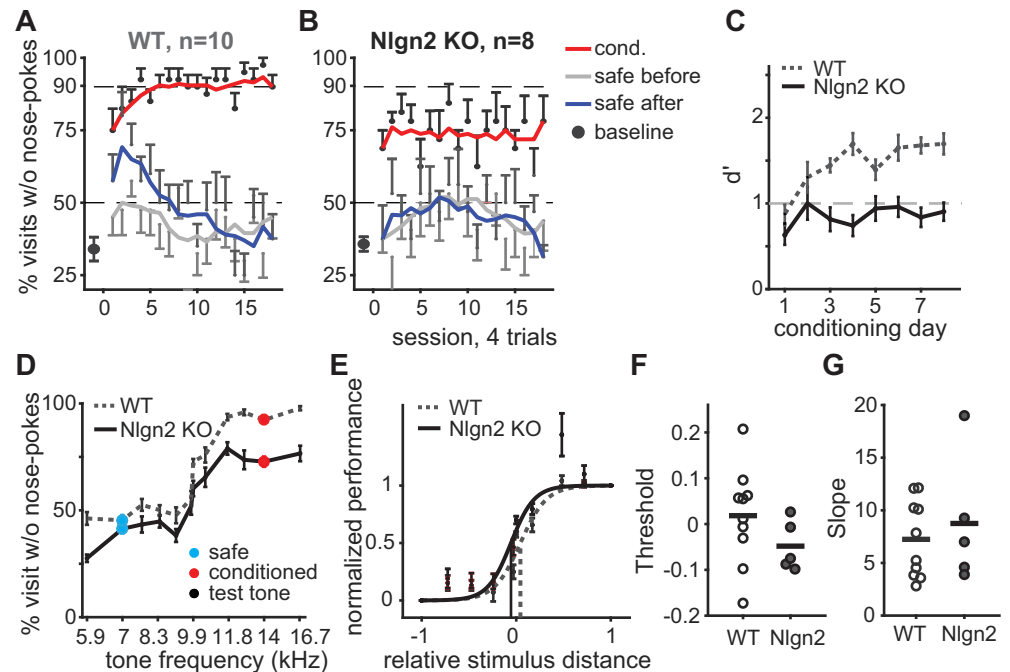 A
WT, n=10
% visits w/o nose-pokes
100
90
75
50
25
0
5
10
15
B
Nlgn2 KO, n=8
100
90
75
50
25
0
5
10
15
session, 4 trials
cond.
safe before
safe after
baseline
C
WT
Nlgn2 KO
d'
2
1
0
1
3
5
7
conditioning day
D
WT
Nlgn2 KO
% visit w/o nose-pokes
100
50
0
safe
conditioned
test tone
5.9
7
8.3
9.9
11.8
14
16.7
tone frequency (kHz)
E
WT
Nlgn2 KO
normalized performance
1
0.5
0
-1
0
1
relative stimulus distance
F
Threshold
0.2
0.1
0
-0.1
-0.2
WT
Nlgn2
G
Slope
20
15
10
5
0
WT
Nlgn2